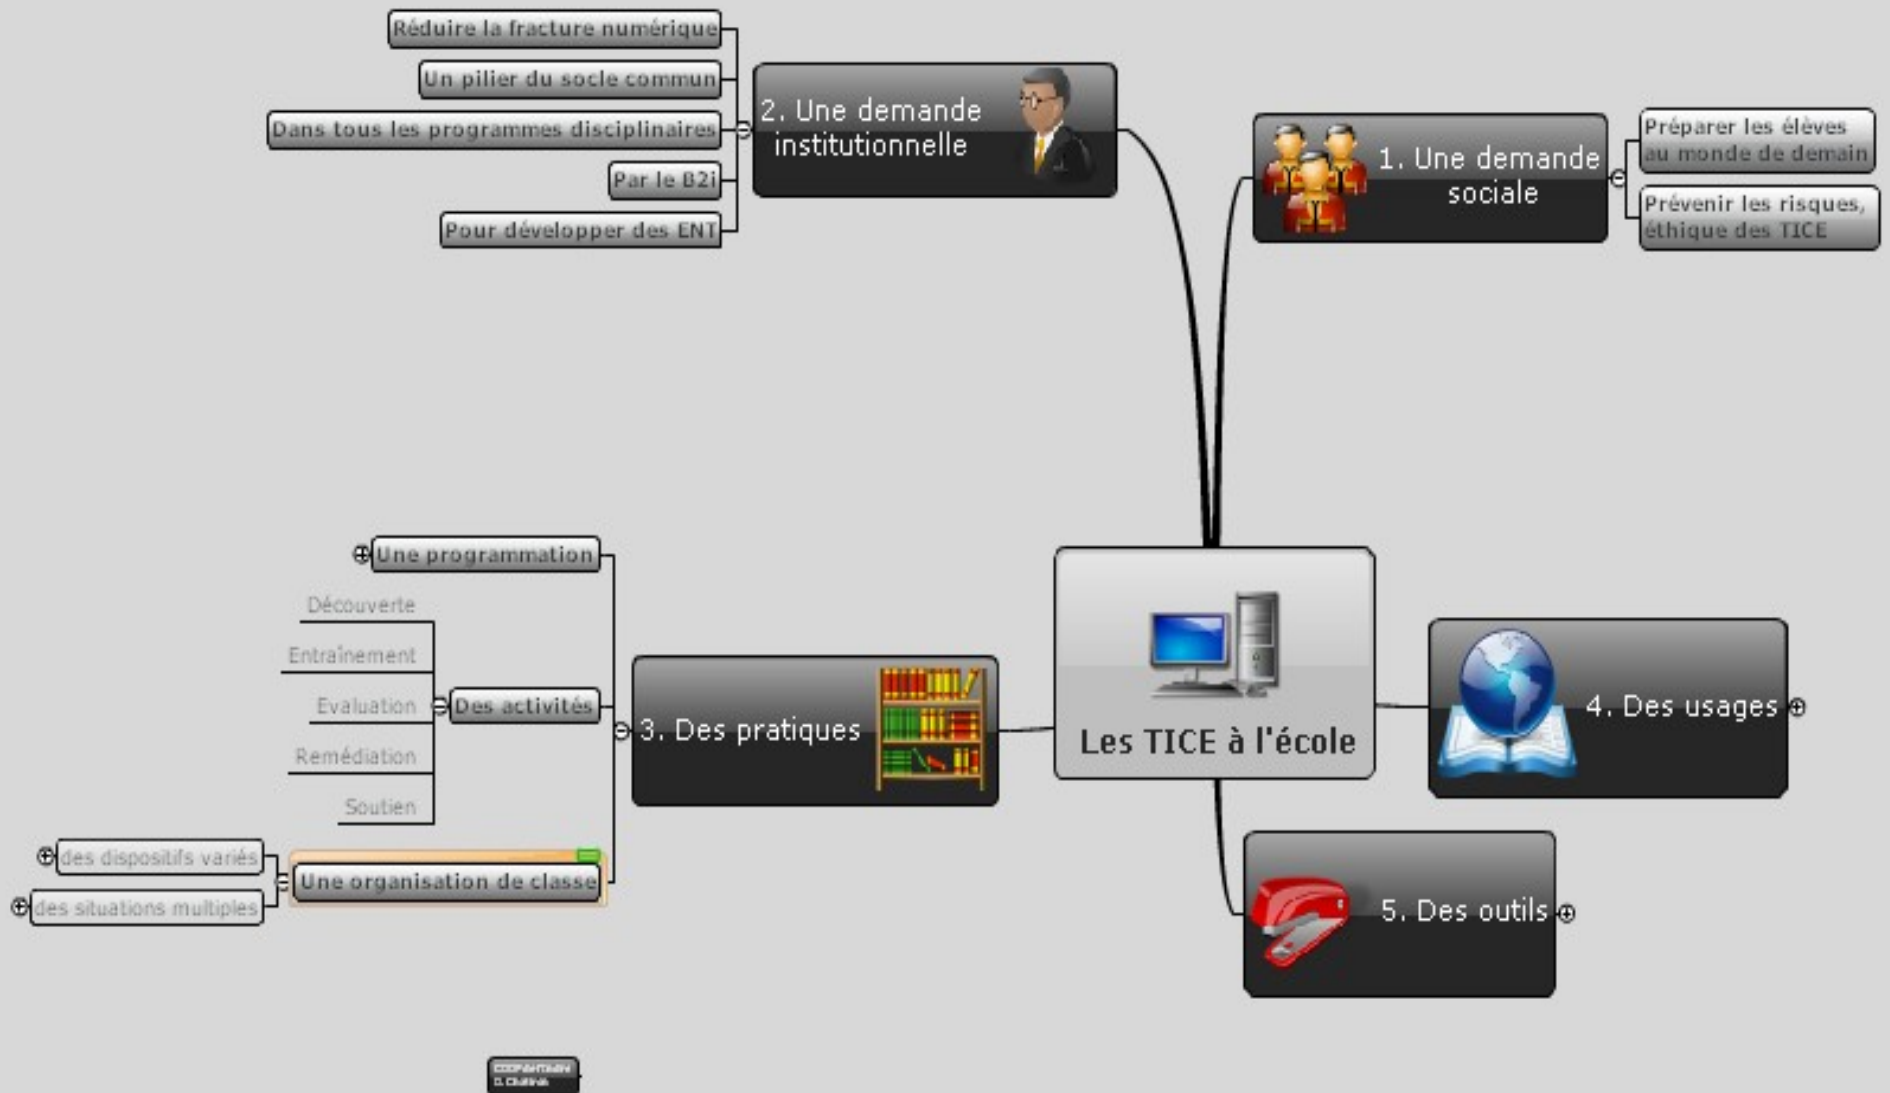 Réduire la fracture numérique
Un pilier du socle commun
Dans tous les programmes disciplinaires
Par le B2i
Pour développer des ENT
2. Une demande
institutionnelle
1. Une demande
sociale
Préparer les élèves
au monde de demain
Prévenir les risques,
éthique des TICE
Une programmation
Découverte
Entraînement
Evaluation
Remédiation
Soutien
Des activités
3. Des pratiques
des dispositifs variés
des situations multiples
Une organisation de classe
Les TICE à l'école
4. Des usages
5. Des outils